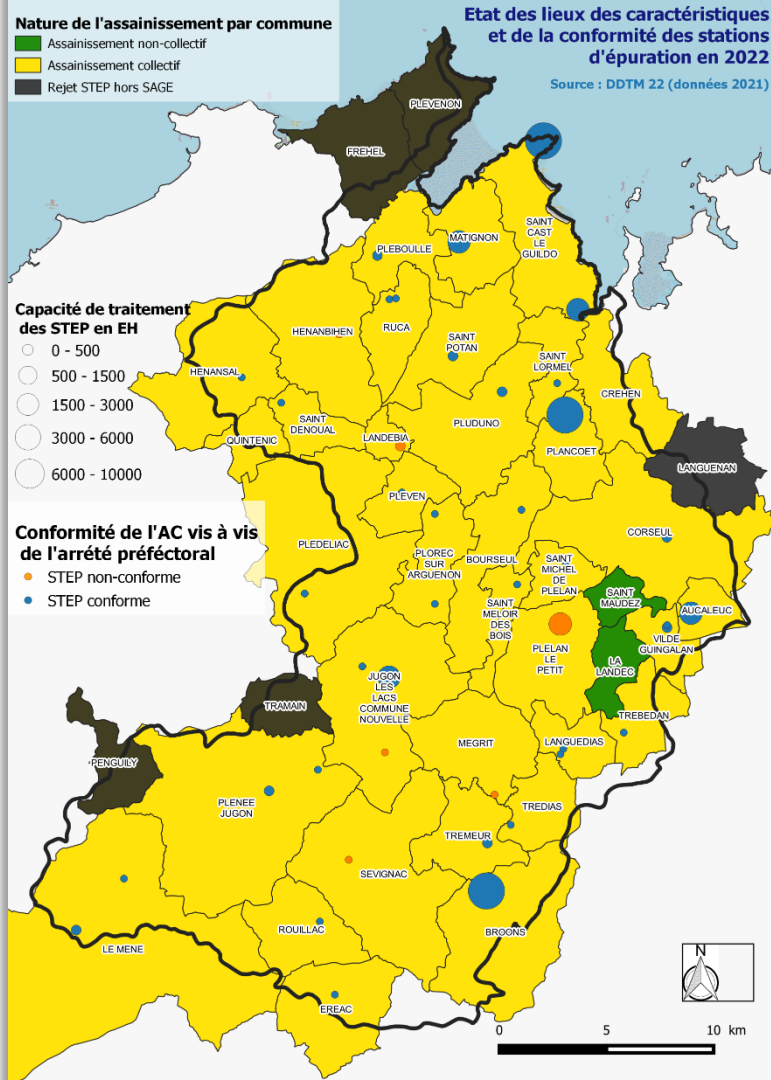 Nature de l'assainissement par commune
Assainissement non-collectif
Assainissement collectif
Rejet STEP hors SAGE
Etat des lieux des caractéristiques
et de la conformité des stations
d'épuration en 2022
Source : DDTM 22 (données 2021)
PLEVENON
FREHEL
SAINT
CAST
LE
GUILDO
MATIGNON
PLEBOULLE
Capacité de traitement
des STEP en EH
0 - 500
500 - 1500
1500 - 3000
3000 - 6000
6000 - 10000
HENANBIHEN
RUCA
SAINT
POTAN
SAINT
LORMEL
HENANSAL
CREHEN
SAINT
DENOUAL
QUINTENIC
LANDEBIA
PLUDUNO
PLANCOET
LANGUENAN
PLEVEN
Conformité de l'AC vis à vis
de l'arrété préféctoral
STEP non-conforme
STEP conforme
PLEDELIAC
CORSEUL
PLOREC
SUR
ARGUENON
BOURSEUL
SAINT
MICHEL
DE
PLELAN
SAINT
MAUDEZ
AUCALEUC
SAINT
MELOIR
DES
BOIS
VILDE
GUINGALAN
PLELAN
LE
PETIT
LA
LANDEC
JUGON
LES
LACS
COMMUNE
NOUVELLE
TRAMAIN
TREBEDAN
MEGRIT
LANGUEDIAS
PENGUILY
PLENEE
JUGON
TREDIAS
TREMEUR
SEVIGNAC
ROUILLAC
BROONS
LE MENE
EREAC
N
0 5 10 km